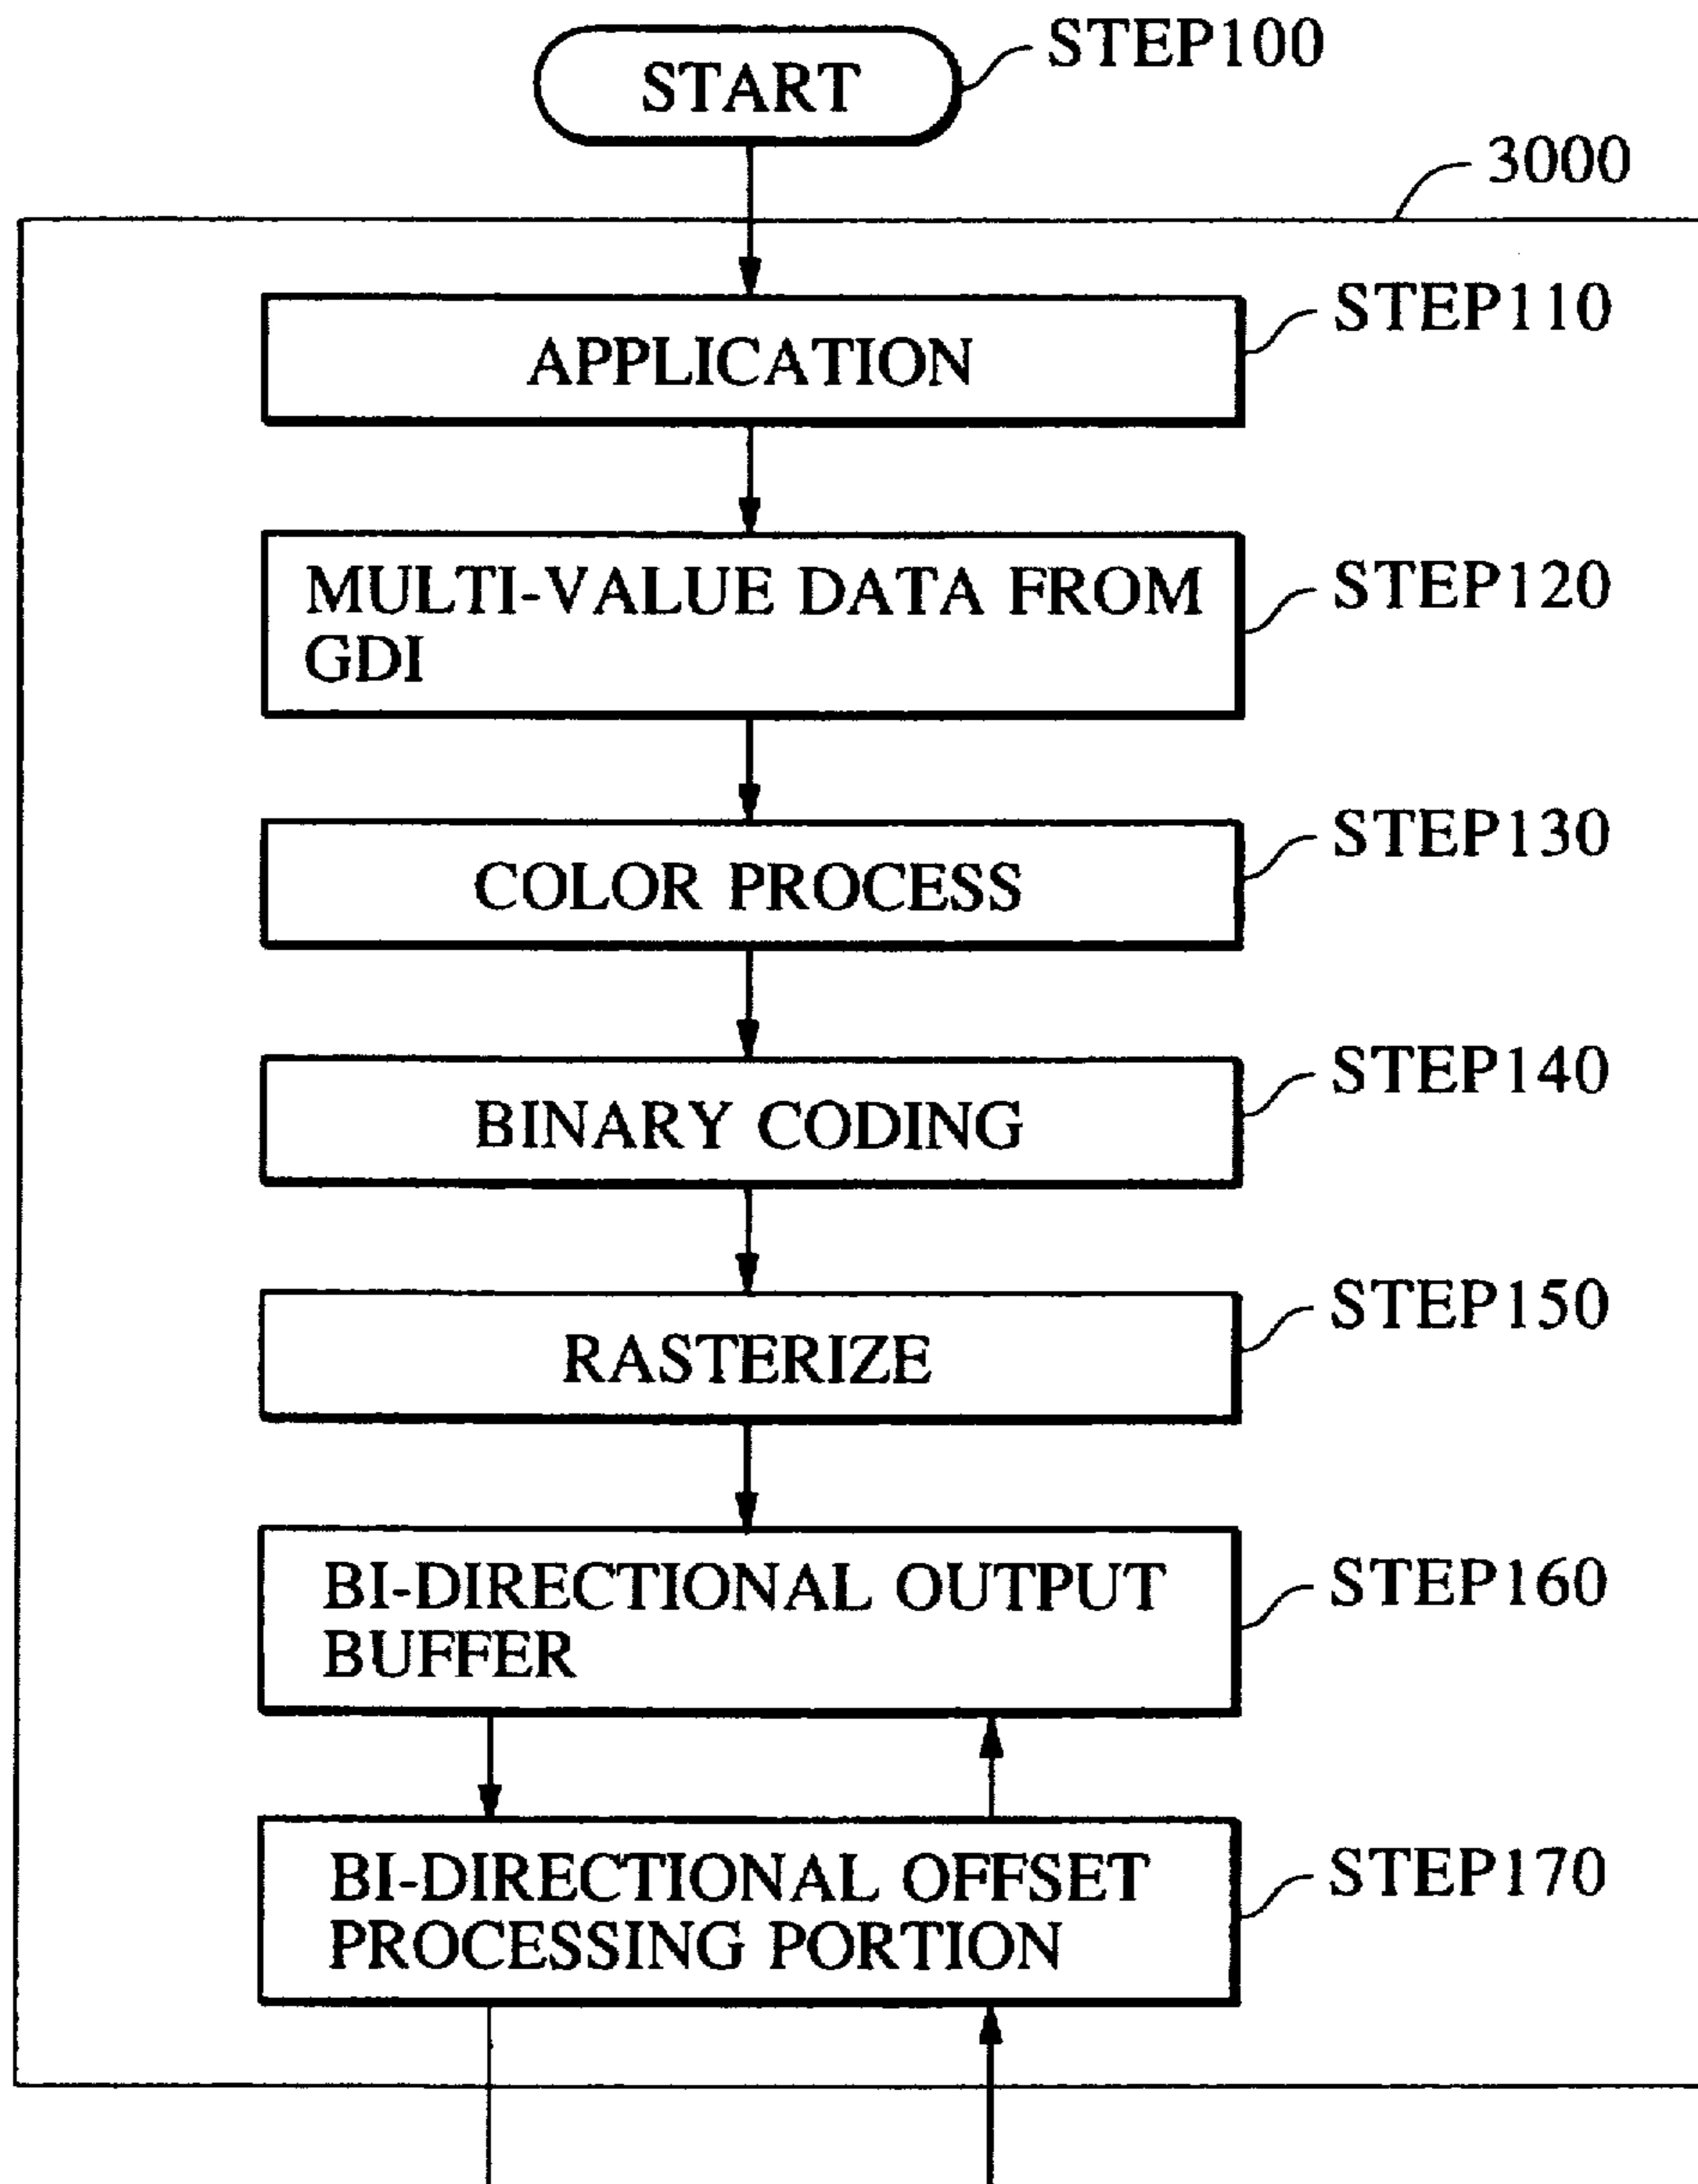 START
STEP100
3000
APPLICATION
STEP110
MULTI-VALUE DATA FROM
GDI
STEP120
COLOR PROCESS
STEP130
BINARY CODING
STEP140
RASTERIZE
STEP150
BI-DIRECTIONAL OUTPUT
BUFFER
STEP160
BI-DIRECTIONAL OFFSET
PROCESSING PORTION
STEP170